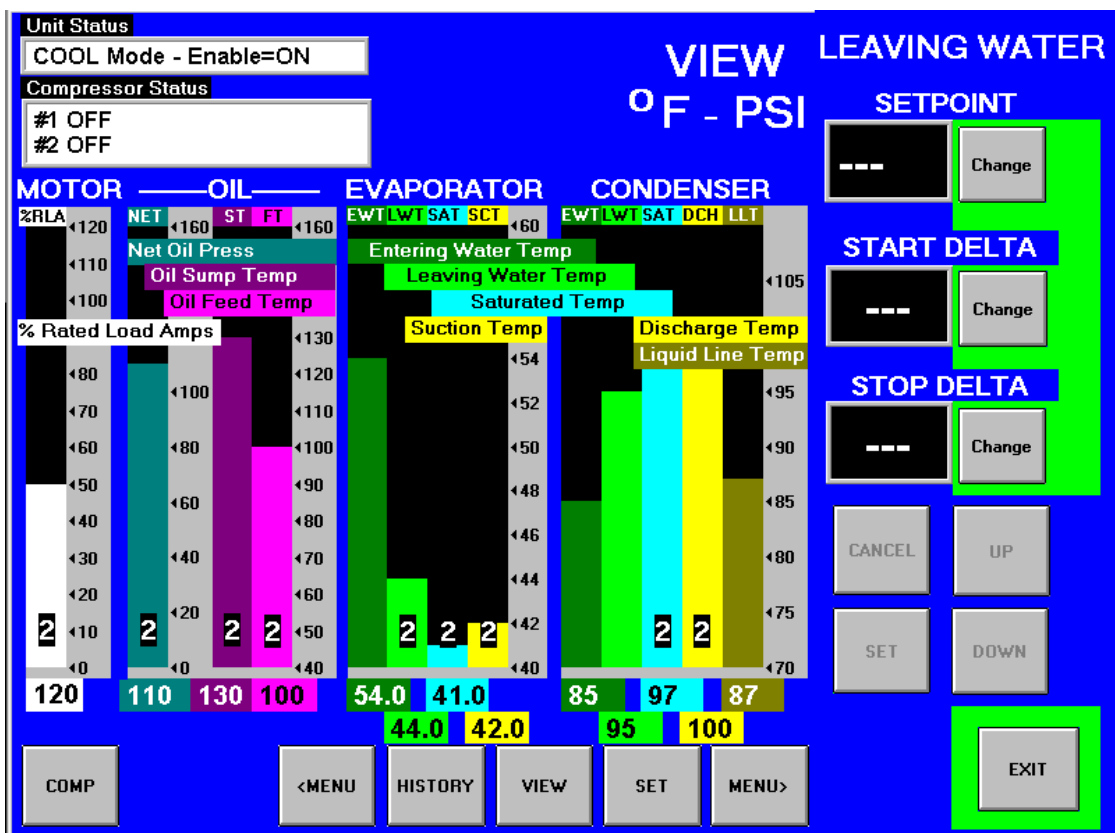 Unit Status
COOL Mode - Enable=ON
Compressor Status
#1 OFF
#2 OFF
VIEW
°F - PSI
LEAVING WATER
SETPOINT
--- Change
START DELTA
--- Change
STOP DELTA
--- Change
CANCEL UP
SET DOWN
EXIT
MOTOR
%RLA
120
110
100
% Rated Load Amps
80
70
60
50
40
30
20
10
0
2
120
OIL
NET ST FT
160 160
Net Oil Press
Oil Sump Temp
Oil Feed Temp
100
80
60
40
20
0
130
120
110
100
90
80
70
60
50
40
2 2 2
110 130 100
EVAPORATOR
EWT LWT SAT SCT
60
Entering Water Temp
Leaving Water Temp
Saturated Temp
Suction Temp
54
52
50
48
46
44
42
40
2 2 2
54.0 41.0
44.0 42.0
CONDENSER
EWT LWT SAT DCH LLT
105
Discharge Temp
Liquid Line Temp
95
90
85
80
75
70
2 2
85 97 87
95 100
COMP <MENU HISTORY VIEW SET MENU>